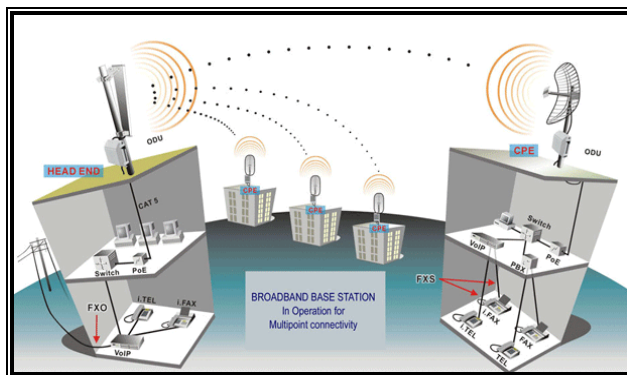 ODU
HEAD END
CAT 5
Switch
PoE
FXO
VoIP
i.TEL
i.FAX
CPE
CPE
CPE
BROADBAND BASE STATION
In Operation for
Multipoint connectivity
CPE
ODU
Switch
VoIP
PoE
PBX
FXS
i.FAX
i.TEL
FAX
TEL